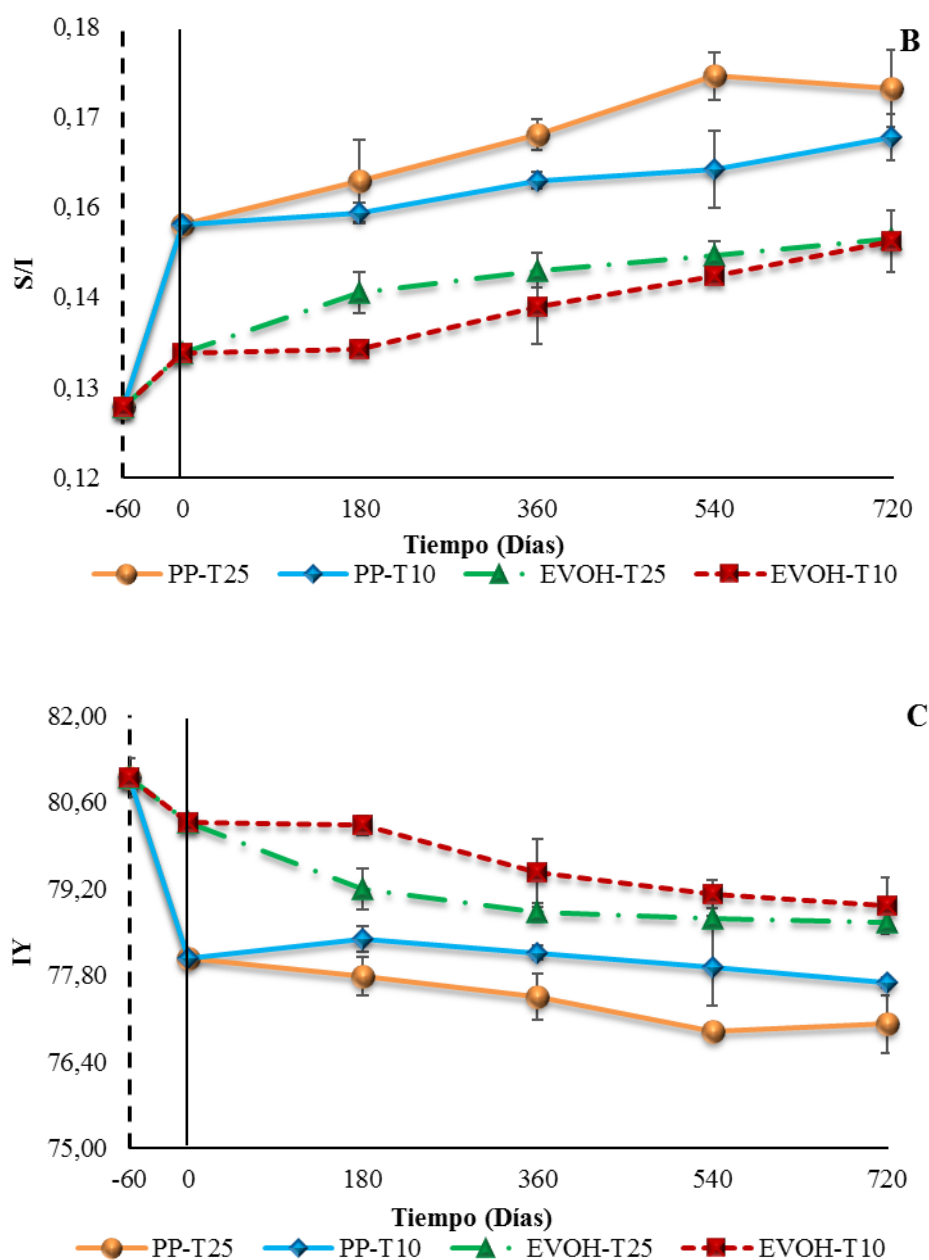 B
0,18
0,17
0,16
0,14
0,13
0,12
S/I
-60 0 180 360 540 720
Tiempo (Días)
PP-T25 PP-T10 EVOH-T25 EVOH-T10
C
82,00
80,60
79,20
77,80
76,40
75,00
IY
-60 0 180 360 540 720
Tiempo (Días)
PP-T25 PP-T10 EVOH-T25 EVOH-T10